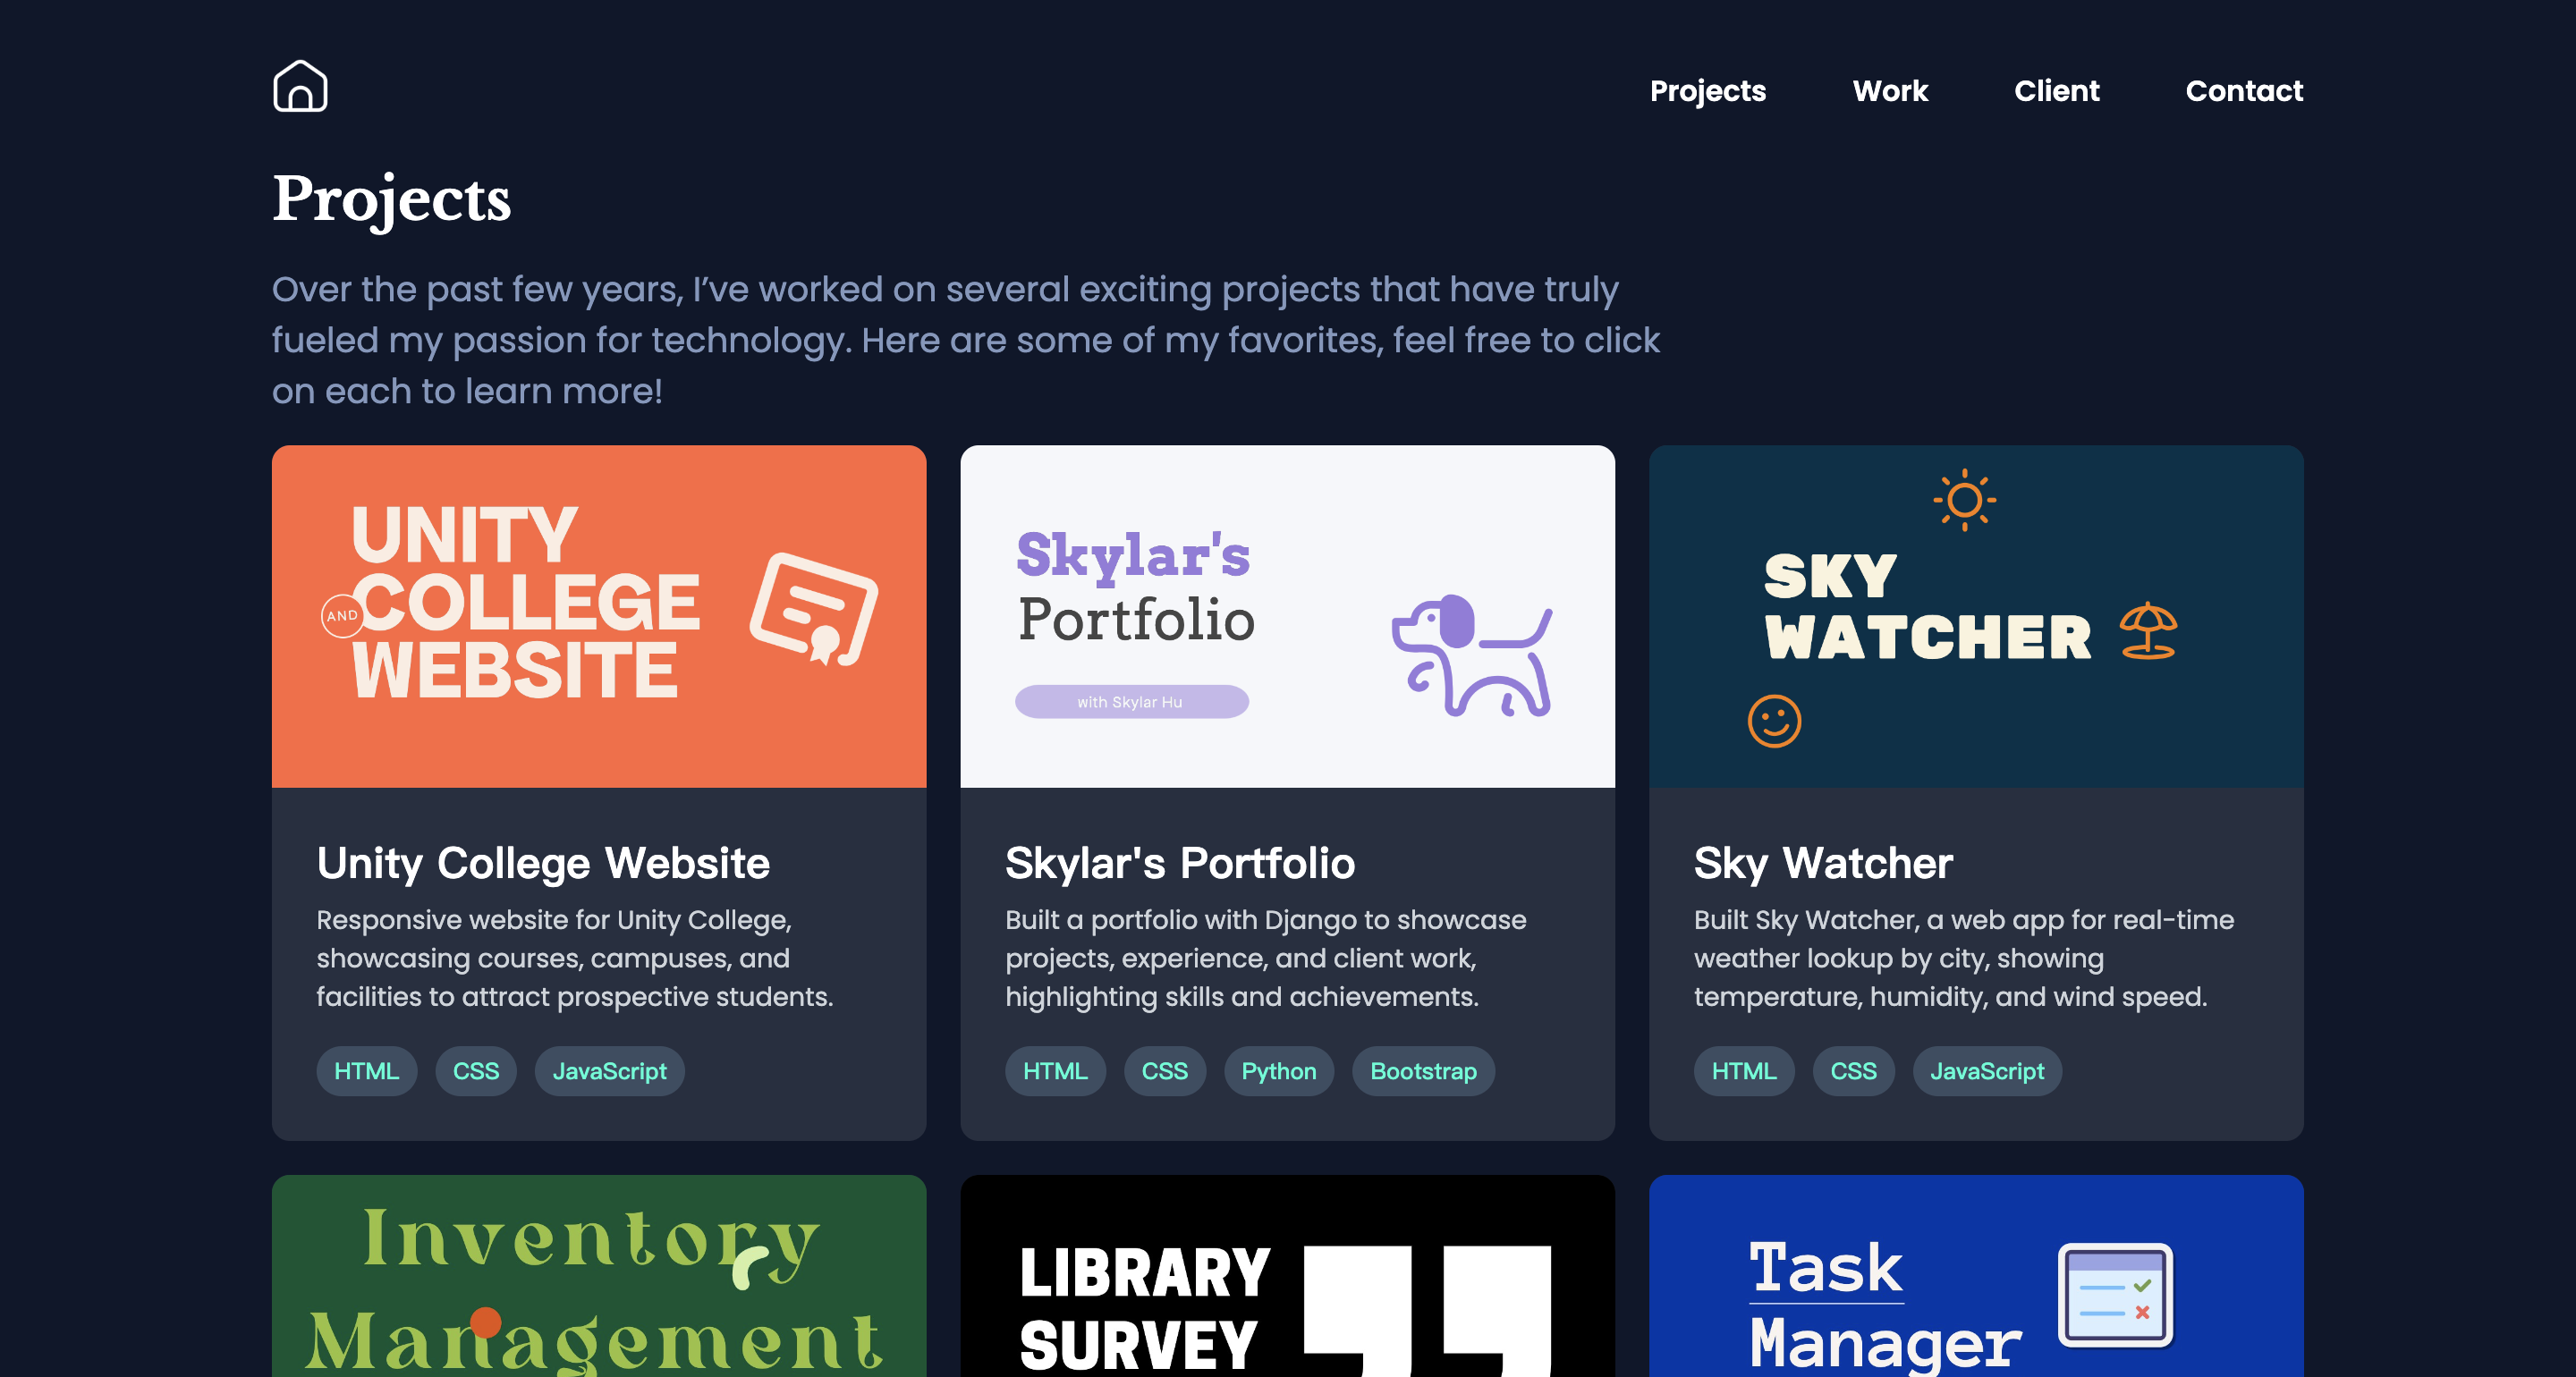 Projects Work Client Contact
Projects
Over the past few years, I’ve worked on several exciting projects that have truly
fueled my passion for technology. Here are some of my favorites, feel free to click
on each to learn more!
UNITY
AND COLLEGE
WEBSITE
Unity College Website
Responsive website for Unity College,
showcasing courses, campuses, and
facilities to attract prospective students.
HTML CSS JavaScript
Skylar's
Portfolio
with Skylar Hu
Skylar's Portfolio
Built a portfolio with Django to showcase
projects, experience, and client work,
highlighting skills and achievements.
HTML CSS Python Bootstrap
SKY
WATCHER
Sky Watcher
Built Sky Watcher, a web app for real-time
weather lookup by city, showing
temperature, humidity, and wind speed.
HTML CSS JavaScript
Inventory
Management
LIBRARY
SURVEY
Task
Manager